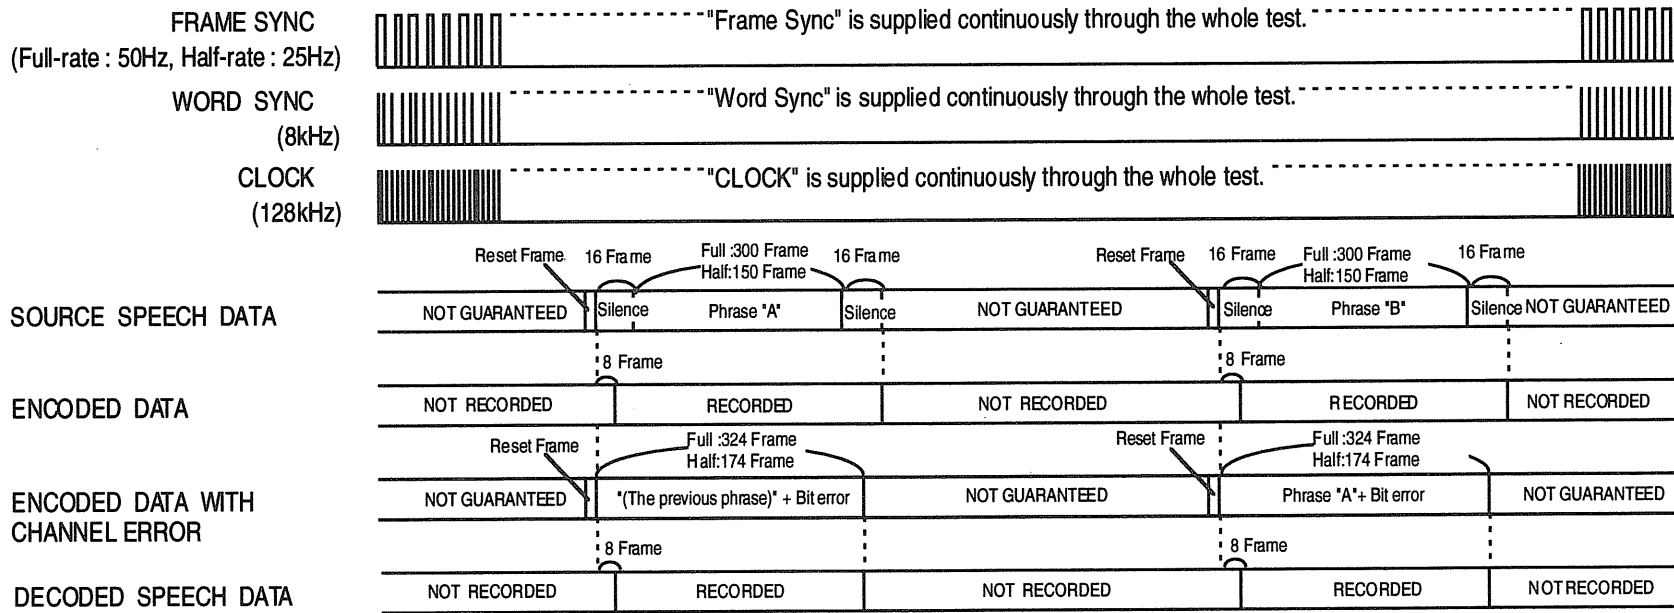 FRAME SYNC
(Full-rate : 50Hz, Half-rate : 25Hz)
"Frame Sync" is supplied continuously through the whole test.
WORD SYNC
(8kHz)
"Word Sync" is supplied continuously through the whole test.
CLOCK
(128kHz)
"CLOCK" is supplied continuously through the whole test.
Reset Frame 16 Frame Full :300 Frame 16 Frame Reset Frame 16 Frame Full :300 Frame 16 Frame
Half:150 Frame Half:150 Frame
SOURCE SPEECH DATA NOT GUARANTEED Silence Phrase "A" Silence NOT GUARANTEED Silence Phrase "B" Silence NOT GUARANTEED
8 Frame 8 Frame
ENCODED DATA NOT RECORDED RECORDED NOT RECORDED RECORDED NOT RECORDED
Reset Frame Full :324 Frame Reset Frame Full :324 Frame
Half:174 Frame Half:174 Frame
ENCODED DATA WITH NOT GUARANTEED "(The previous phrase)" + Bit error NOT GUARANTEED Phrase "A"+ Bit error NOT GUARANTEED
CHANNEL ERROR
8 Frame 8 Frame
DECODED SPEECH DATA NOT RECORDED RECORDED NOT RECORDED RECORDED NOT RECORDED